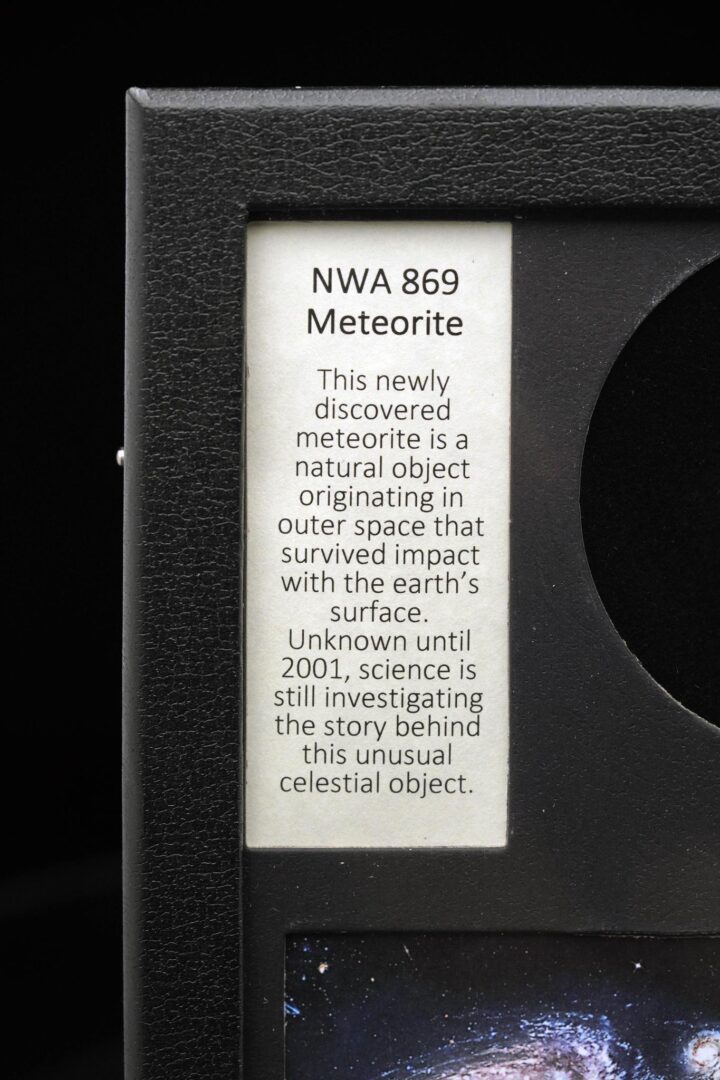 NWA 869
Meteorite
This newly
discovered
meteorite is a
natural object
originating in
outer space that
survived impact
with the earth's
surface.
Unknown until
2001, science is
still investigating
the story behind
this unusual
celestial object.